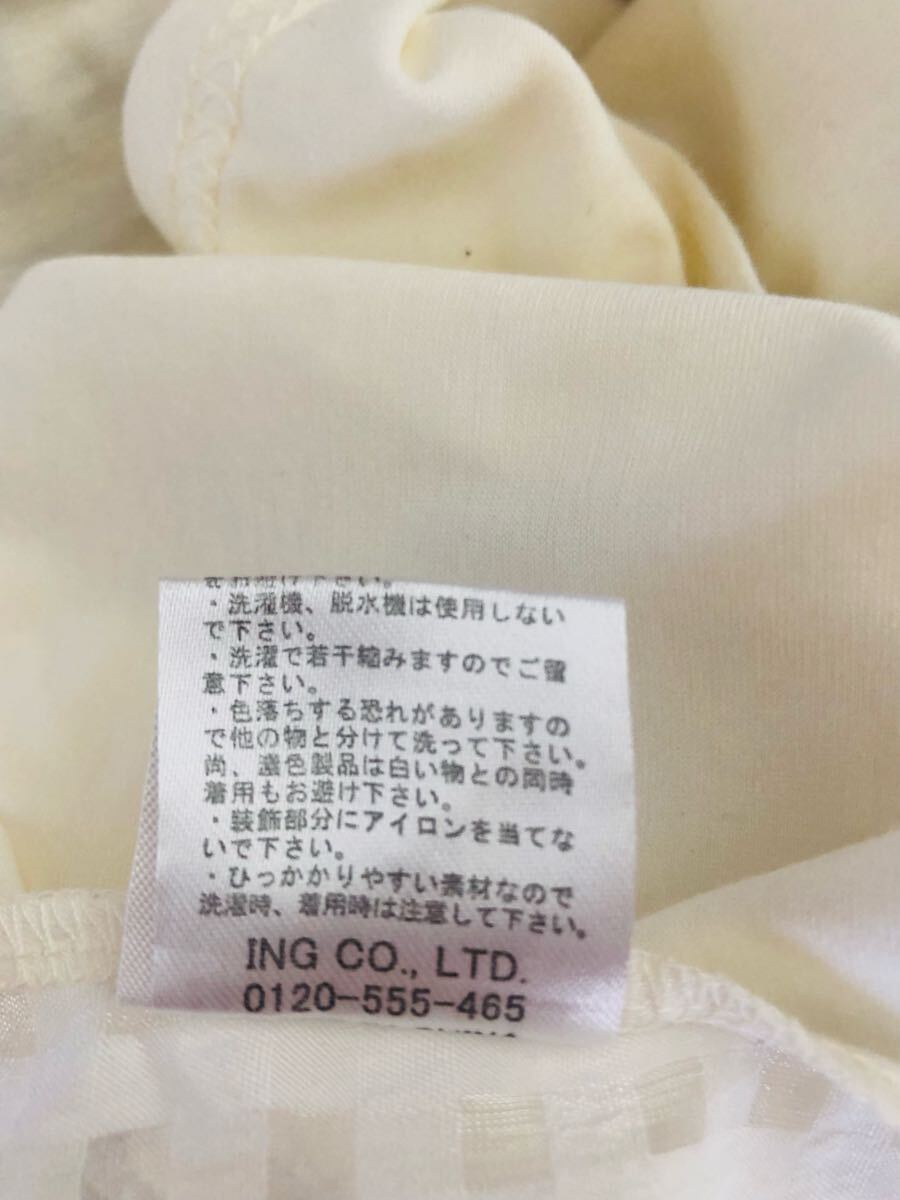 をお避け下さい。
・洗濯機、脱水機は使用しない
で下さい。
・洗濯で若干縮みますのでご留
意下さい。
・色落ちする恐れがありますの
で他の物と分けて洗って下さい。
尚、濃色製品は白い物との同時
着用もお避け下さい。
・装飾部分にアイロンを当てな
いで下さい。
・ひっかかりやすい素材なので
洗濯時、着用時は注意して下さい。
ING CO., LTD.
0120-555-465